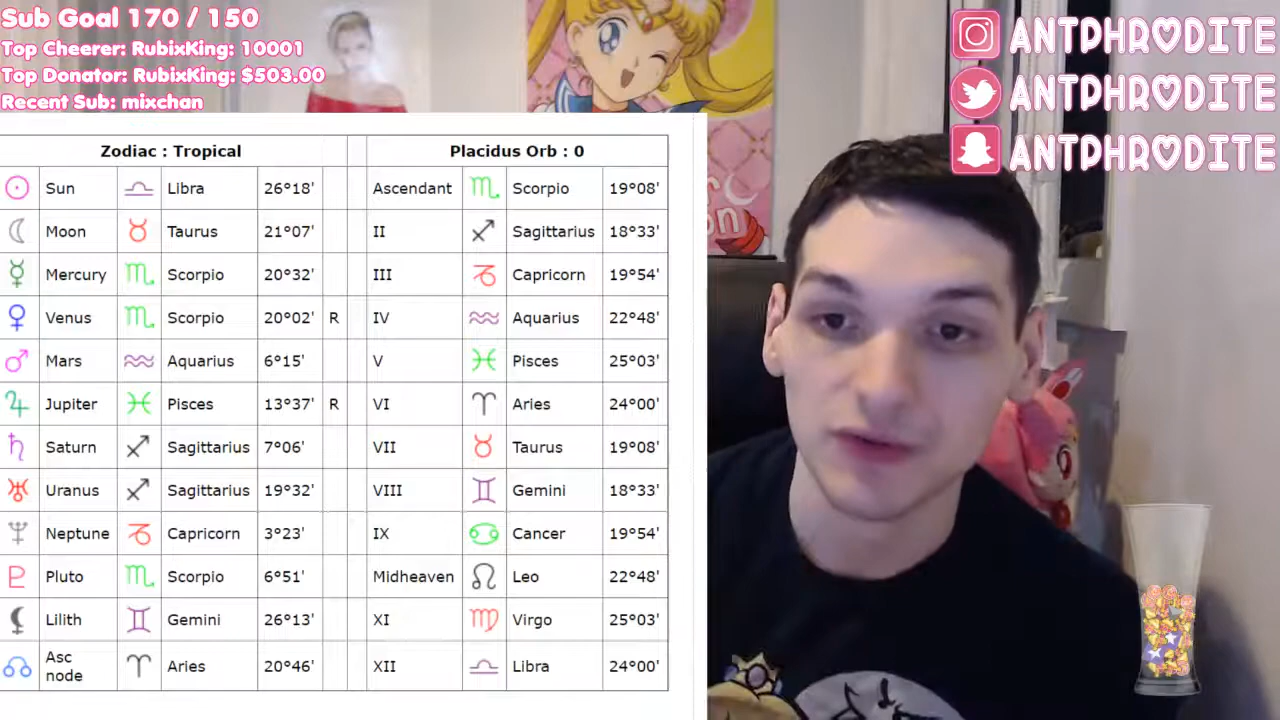 Sub Goal 170 / 150
Top Cheerer: RubixKing: 10001
Top Donator: RubixKing: $503.00
Recent Sub: mixchan
ANTPHR♡DITE
ANTPHR♡DITE
ANTPHR♡DITE
Zodiac : Tropical Placidus Orb : 0
Sun Libra 26°18' Ascendant Scorpio 19°08'
Moon Taurus 21°07' II Sagittarius 18°33'
Mercury Scorpio 20°32' III Capricorn 19°54'
Venus Scorpio 20°02' R IV Aquarius 22°48'
Mars Aquarius 6°15' V Pisces 25°03'
Jupiter Pisces 13°37' R VI Aries 24°00'
Saturn Sagittarius 7°06' VII Taurus 19°08'
Uranus Sagittarius 19°32' VIII Gemini 18°33'
Neptune Capricorn 3°23' IX Cancer 19°54'
Pluto Scorpio 6°51' Midheaven Leo 22°48'
Lilith Gemini 26°13' XI Virgo 25°03'
Asc node Aries 20°46' XII Libra 24°00'